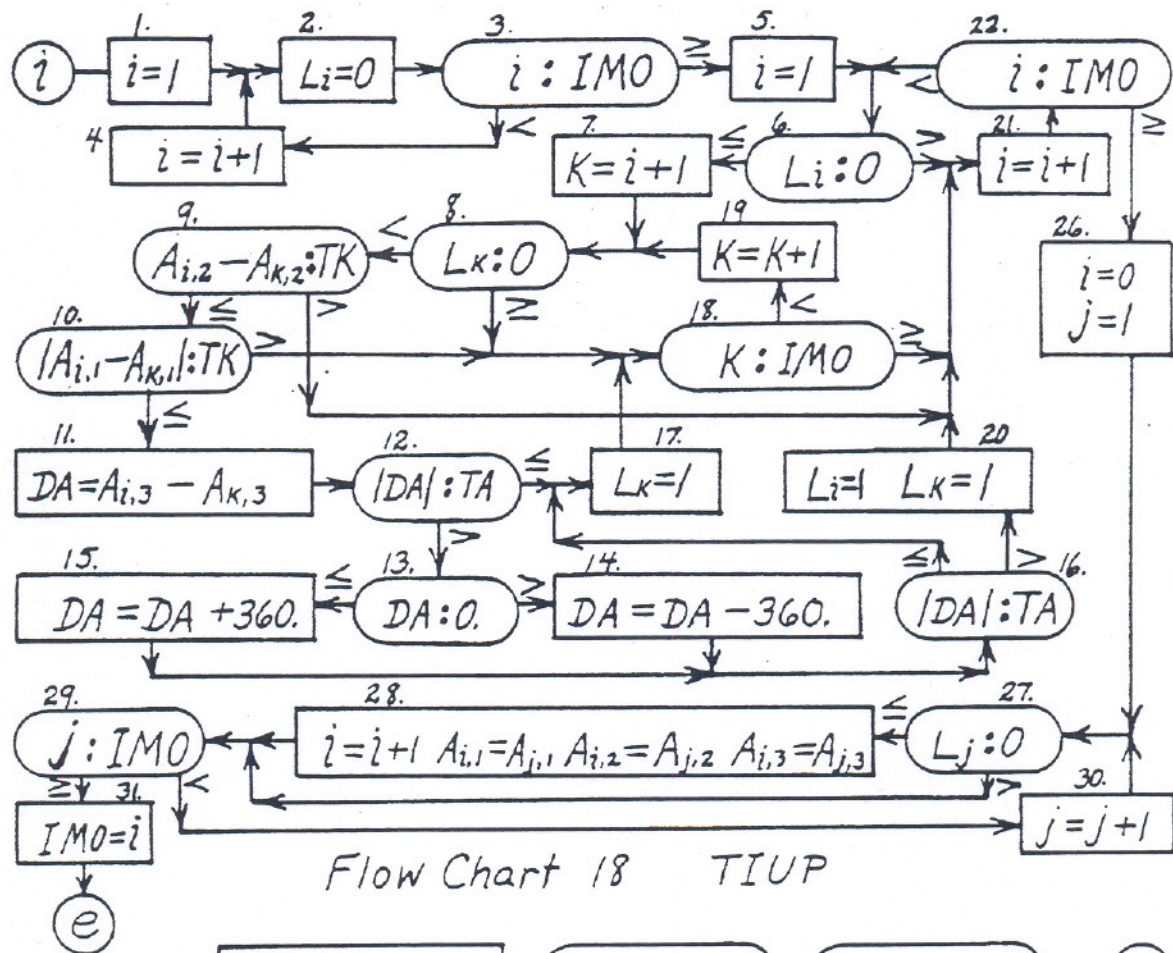 1.
2.
3.
5.
22.
i
i=1
Li=0
i : IMO
≥
i=1
<
i : IMO
≥
4
i = i+1
<
7.
K=i+1
≤
6.
Li:0
>
21.
i=i+1
9.
Ai,2 – AK,2:TK
<
8.
LK:0
19
K=K+1
26.
i=0
j=1
≤
>
≥
<
10.
|Ai,1–AK,1|:TK
>
18.
K:IMO
≥
≤
11.
DA=Ai,3 – AK,3
12.
|DA|:TA
≤
17.
LK=1
20
Li=1 LK=1
>
≤
>
15.
DA = DA +360.
≤
13.
DA:0.
>
14.
DA = DA – 360.
16.
|DA|:TA
29.
j : IMO
28.
i=i+1 Ai,1=Aj,1 Ai,2=Aj,2 Ai,3=Aj,3
≤
27.
Lj:0
≥
<
>
31.
IMO=i
30.
j=j+1
Flow Chart 18 TIUP
e